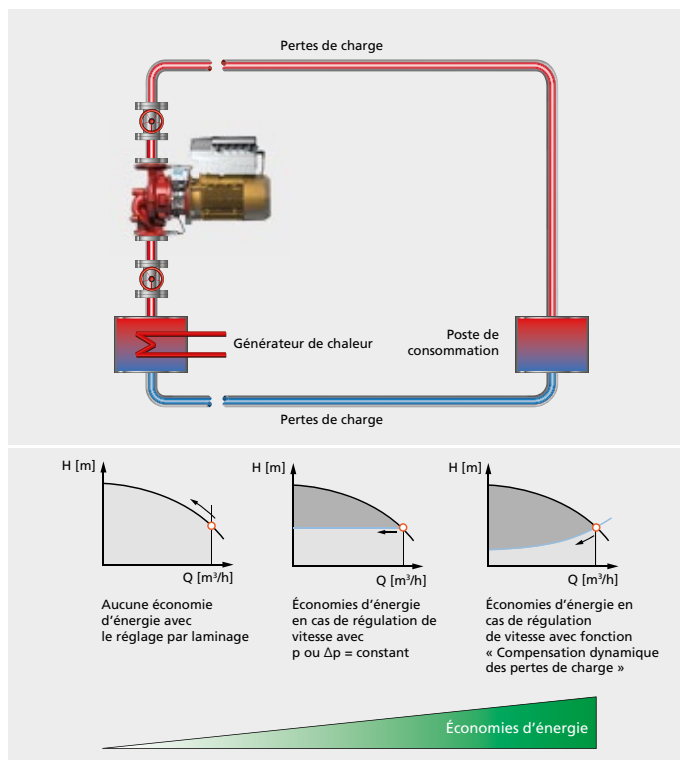 Pertes de charge
Générateur de chaleur
Poste de
consommation
Pertes de charge
H [m]
Q [m³/h]
Aucune économie
d’énergie avec
le réglage par laminage
H [m]
Q [m³/h]
Économies d’énergie
en cas de régulation de
vitesse avec
p ou Δp = constant
H [m]
Q [m³/h]
Économies d’énergie en
cas de régulation
de vitesse avec fonction
« Compensation dynamique
des pertes de charge »
Économies d’énergie